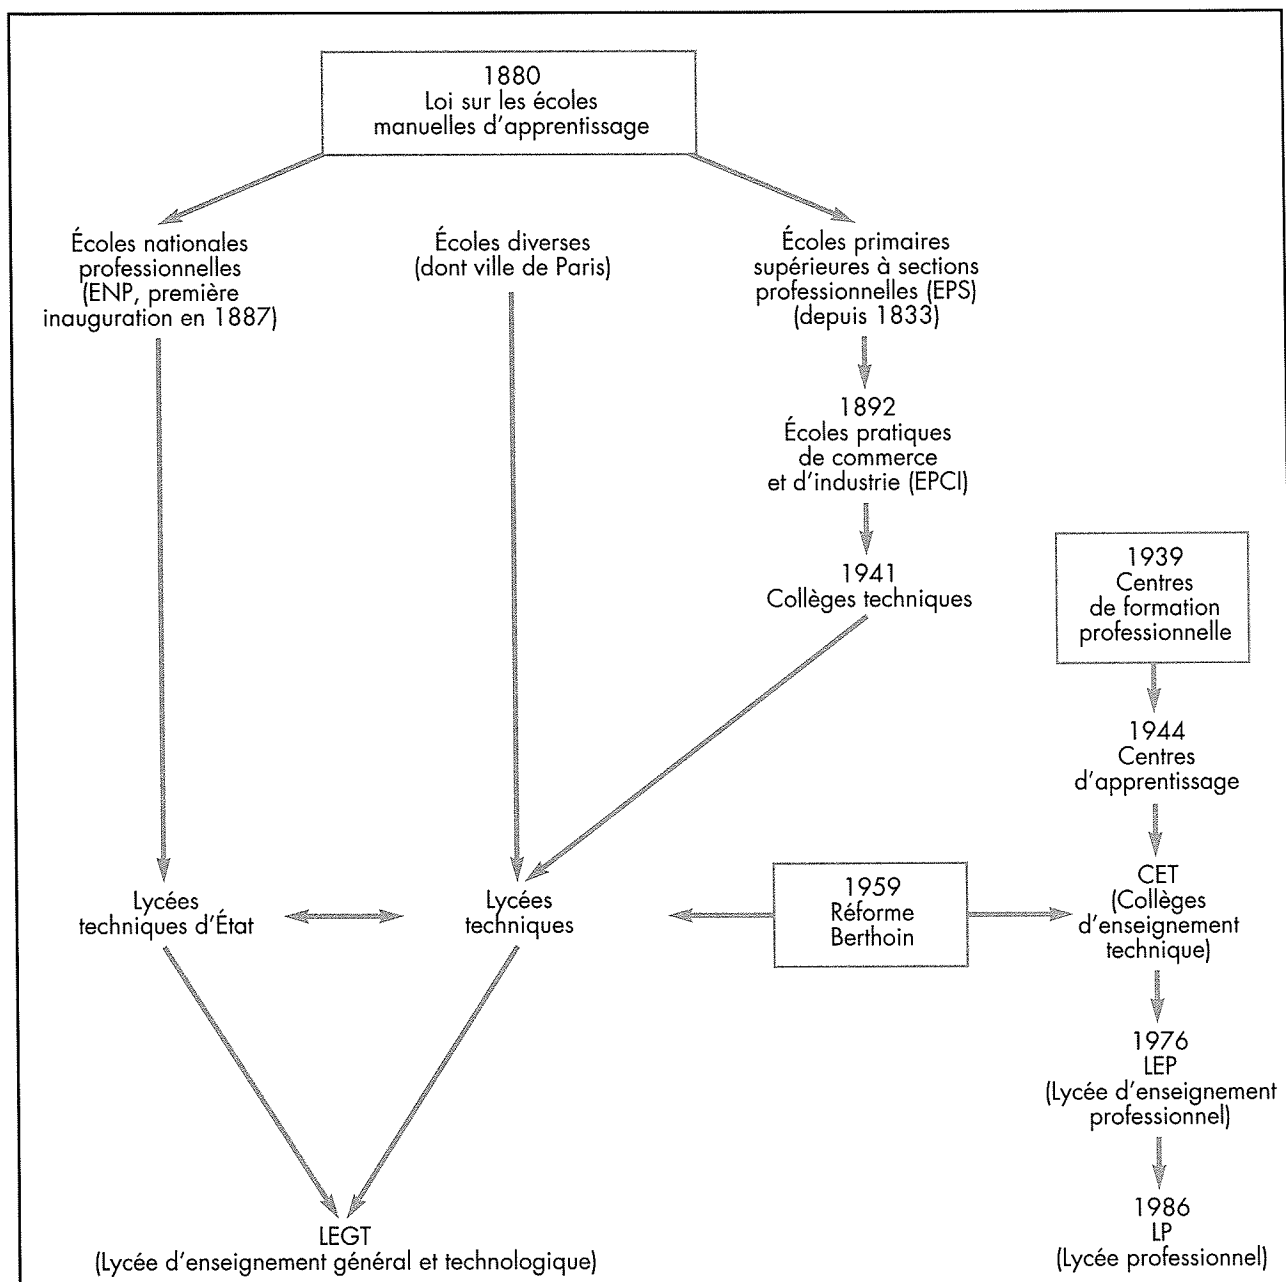 1880
Loi sur les écoles
manuelles d'apprentissage
Écoles nationales
professionnelles
(ENP, première
inauguration en 1887)
Écoles diverses
(dont ville de Paris)
Écoles primaires
supérieures à sections
professionnelles (EPS)
(depuis 1833)
1892
Écoles pratiques
de commerce
et d'industrie (EPCI)
1941
Collèges techniques
1939
Centres
de formation
professionnelle
1944
Centres
d'apprentissage
Lycées
techniques d'État
Lycées
techniques
1959
Réforme
Berthoin
CET
(Collèges
d'enseignement
technique)
1976
LEP
(Lycée d'enseignement
professionnel)
LEGT
(Lycée d'enseignement général et technologique)
1986
LP
(Lycée professionnel)